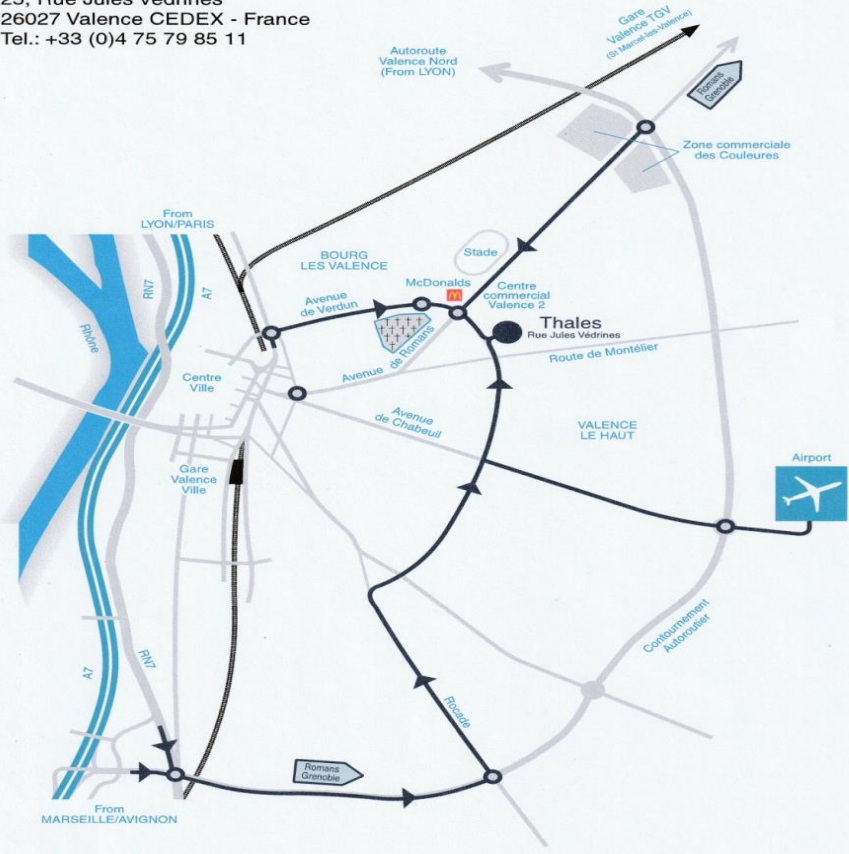 25, Rue Jules Védrines
26027 Valence CEDEX - France
Tel.: +33 (0)4 75 79 85 11
Gare
Valence TGV
(St Marcel-les-Valence)
Autoroute
Valence Nord
(From LYON)
Romans
Grenoble
Zone commerciale
des Couleures
From
LYON/PARIS
RN7
A7
Rhône
BOURG
LES VALENCE
Stade
McDonalds
Centre
commercial
Valence 2
Avenue
de Verdun
Thales
Rue Jules Védrines
Avenue de Romans
Route de Montélier
Centre
Ville
Avenue
de Chabeuil
VALENCE
LE HAUT
Gare
Valence
Ville
Airport
Contournement
Autoroutier
A7
RN7
Rocade
Romans
Grenoble
From
MARSEILLE/AVIGNON